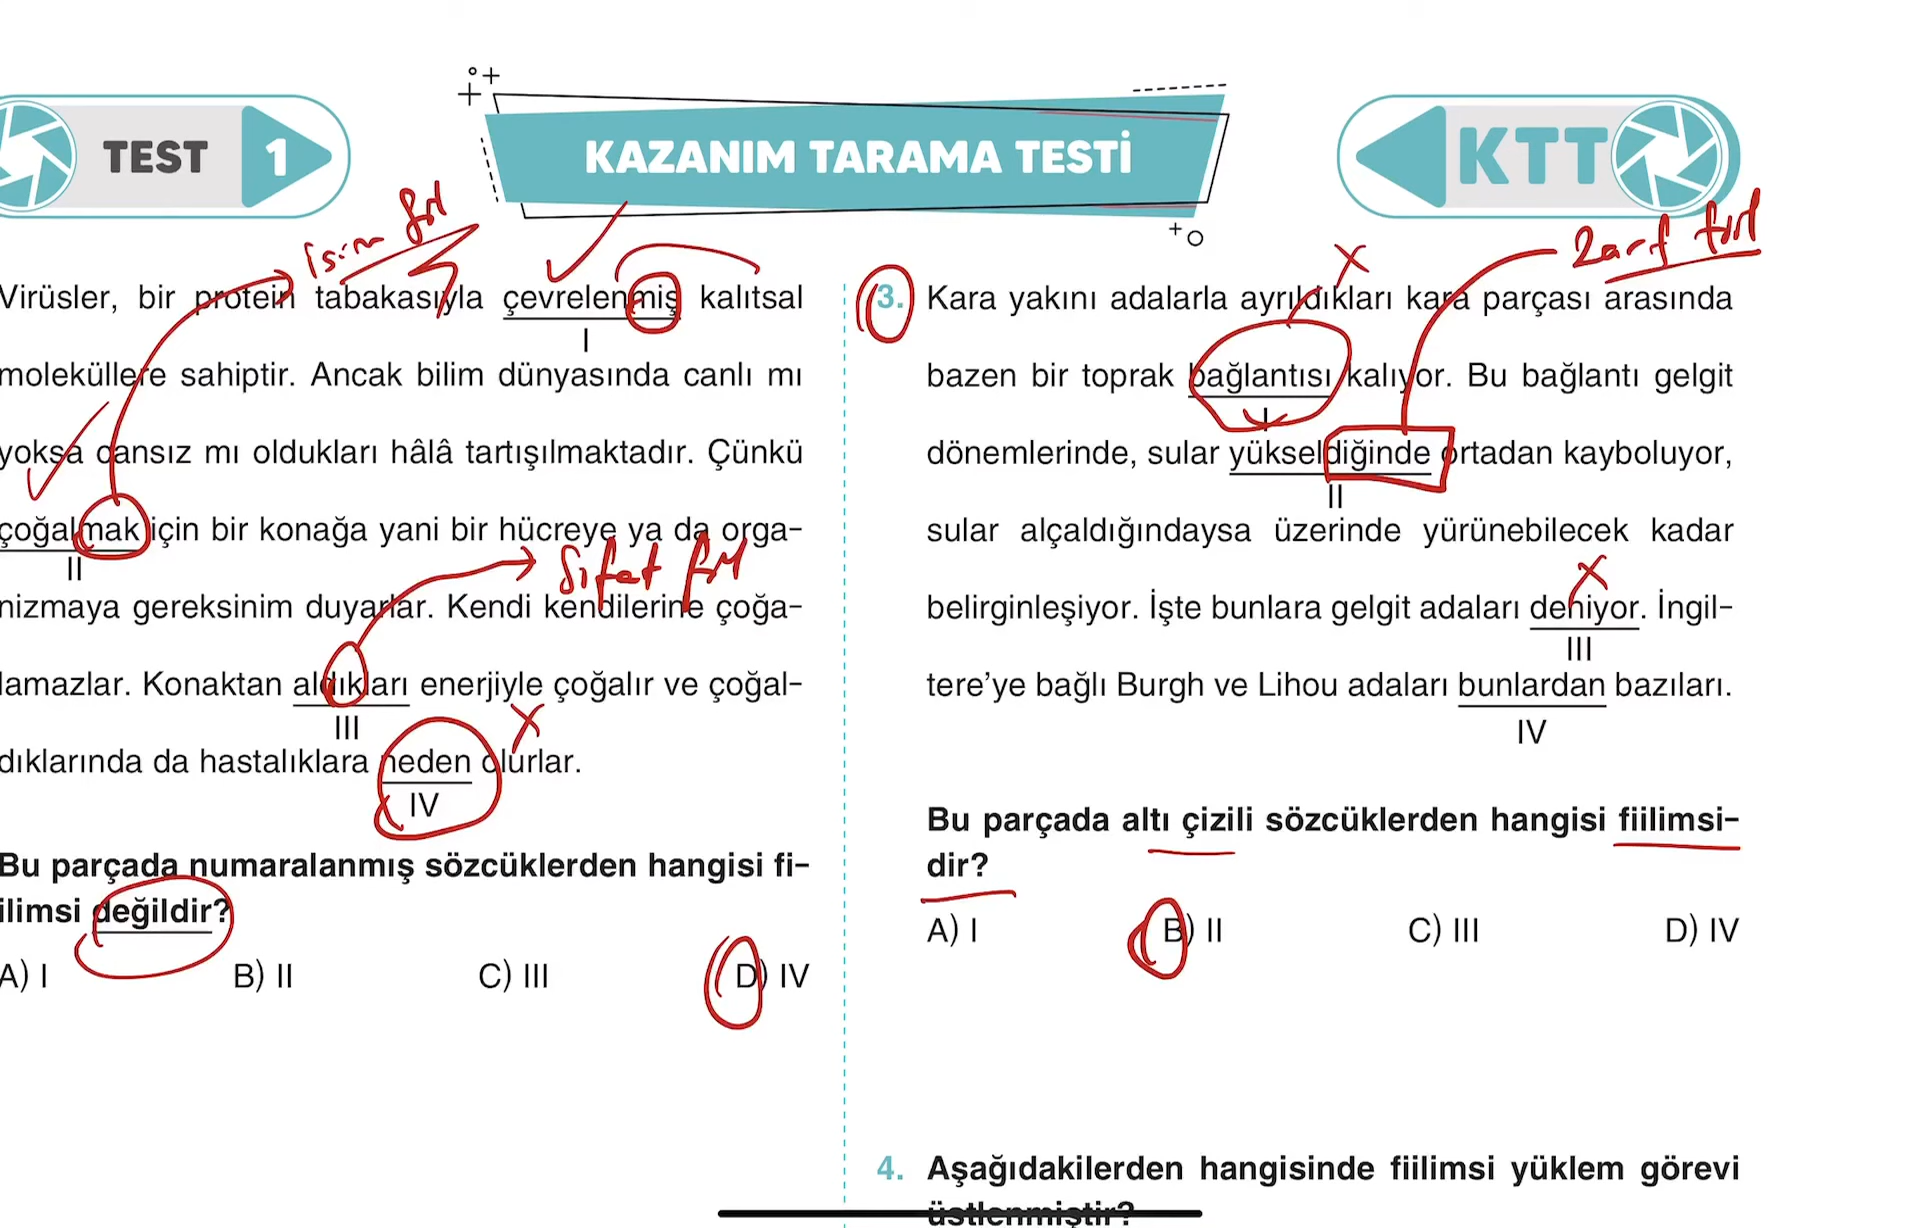 TEST 1
KAZANIM TARAMA TESTİ
KTT
isim fiil
Virüsler, bir protein tabakasıyla çevrelenmiş kalıtsal
I
moleküllere sahiptir. Ancak bilim dünyasında canlı mı
yoksa cansız mı oldukları hâlâ tartışılmaktadır. Çünkü
çoğalmak için bir konağa yani bir hücreye ya da orga-
II
Sifat fiil
nizmaya gereksinim duyarlar. Kendi kendilerine çoğa-
lamazlar. Konaktan aldıkları enerjiyle çoğalır ve çoğal-
III
dıklarında da hastalıklara neden olurlar.
IV
Bu parçada numaralanmış sözcüklerden hangisi fi-
ilimsi değildir?
A) I B) II C) III D) IV
Zarf fiil
3. Kara yakını adalarla ayrıldıkları kara parçası arasında
bazen bir toprak bağlantısı kalıyor. Bu bağlantı gelgit
I
dönemlerinde, sular yükseldiğinde ortadan kayboluyor,
II
sular alçaldığındaysa üzerinde yürünebilecek kadar
belirginleşiyor. İşte bunlara gelgit adaları deniyor. İngil-
III
tere’ye bağlı Burgh ve Lihou adaları bunlardan bazıları.
IV
Bu parçada altı çizili sözcüklerden hangisi fiilimsi-
dir?
A) I B) II C) III D) IV
4. Aşağıdakilerden hangisinde fiilimsi yüklem görevi
üstlenmiştir?